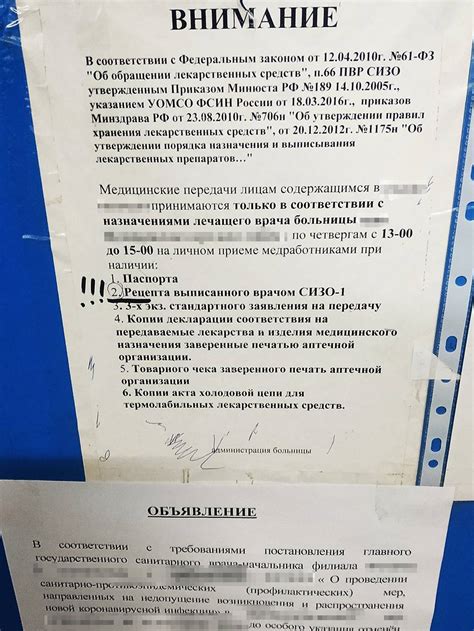 ВНИМАНИЕ
В соответствии с Федеральным законом от 12.04.2010г. №61-ФЗ
"Об обращении лекарственных средств", п.66 ПВР СИЗО
утвержденным Приказом Минюста РФ №189 14.10.2005г.,
указанием УОМСО ФСИН России от 18.03.2016г., приказов
Минздрава РФ от 23.08.2010г. №706н "Об утверждении правил
хранения лекарственных средств", от 20.12.2012г. №1175н "Об
утверждении порядка назначения и выписывания
лекарственных препаратов…"
Медицинские передачи лицам содержащимся в
принимаются только в соответствии с
назначениями лечащего врача больницы
по четвергам с 13-00
до 15-00 на личном приеме медработниками при
наличии:
1. Паспорта
!!! 2. Рецепта выписанного врачом СИЗО-1
3. 3-х экз. стандартного заявления на передачу
4. Копии декларации соответствия на
передаваемые лекарства и изделия медицинского
назначения заверенные печатью аптечной
организации.
5. Товарного чека заверенного печать аптечной
организации
6. Копии акта холодовой цепи для
термолабильных лекарственных средств.
администрация больницы
ОБЪЯВЛЕНИЕ
В соответствии с требованиями постановления главного
государственного санитарного врача-начальника филиала
« О проведении
санитарно-противоэпидемических (профилактических) мер,
направленных на недопущение возникновения и распространения
новой коронавирусной инфекции»
до особого указания